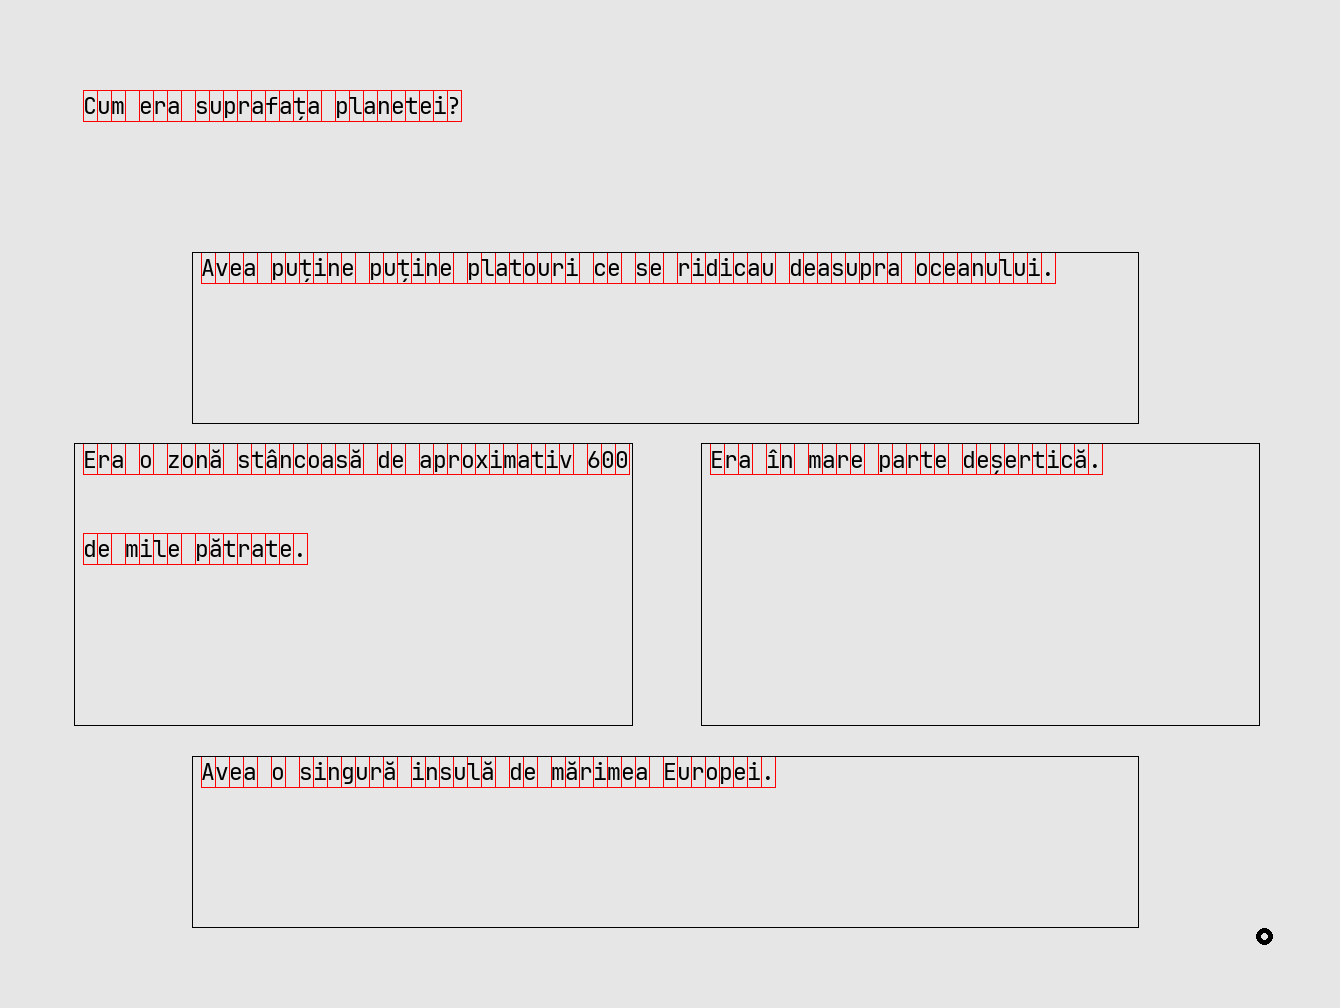 Cum era suprafața planetei?
Avea puține puține platouri ce se ridicau deasupra oceanului.
Era o zonă stâncoasă de aproximativ 600
de mile pătrate.
Era în mare parte deșertică.
Avea o singură insulă de mărimea Europei.